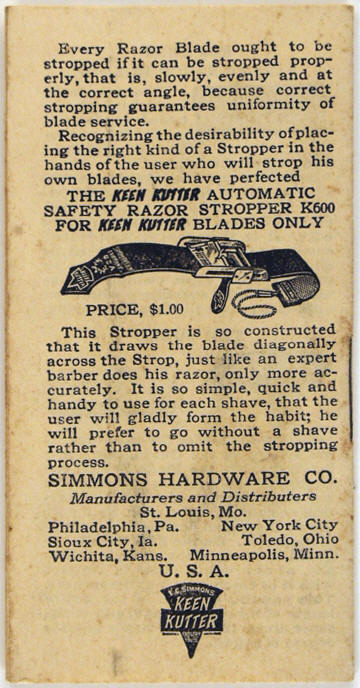 Every Razor Blade ought to be
stropped if it can be stropped prop-
erly, that is, slowly, evenly and at
the correct angle, because correct
stropping guarantees uniformity of
blade service.
Recognizing the desirability of plac-
ing the right kind of a Stropper in the
hands of the user who will strop his
own blades, we have perfected
THE KEEN KUTTER AUTOMATIC
SAFETY RAZOR STROPPER K600
FOR KEEN KUTTER BLADES ONLY
PRICE, $1.00
This Stropper is so constructed
that it draws the blade diagonally
across the Strop, just like an expert
barber does his razor, only more ac-
curately. It is so simple, quick and
handy to use for each shave, that the
user will gladly form the habit; he
will prefer to go without a shave
rather than to omit the stropping
process.
SIMMONS HARDWARE CO.
Manufacturers and Distributers
St. Louis, Mo.
Philadelphia, Pa. New York City
Sioux City, Ia. Toledo, Ohio
Wichita, Kans. Minneapolis, Minn.
U. S. A.
E.C. SIMMONS
KEEN
KUTTER